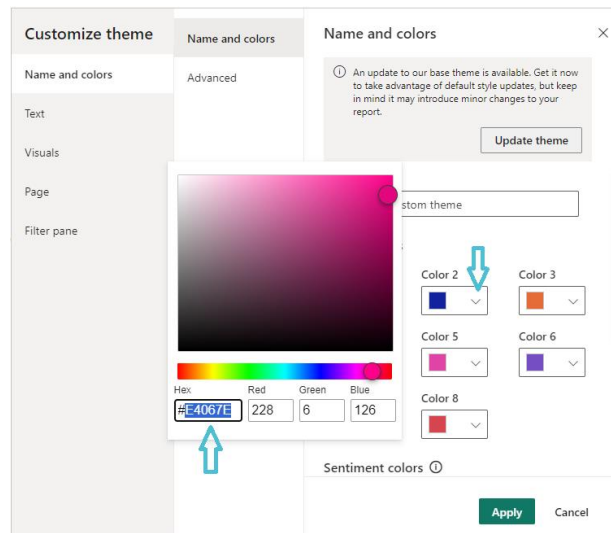 Customize theme
Name and colors
Text
Visuals
Page
Filter pane
Name and colors
Advanced
Name and colors
An update to our base theme is available. Get it now
to take advantage of default style updates, but keep
in mind it may introduce minor changes to your
report.
Update theme
stom theme
Color 2
Color 3
Color 5
Color 6
Color 8
Hex Red Green Blue
#E4067E 228 6 126
Sentiment colors
Apply Cancel